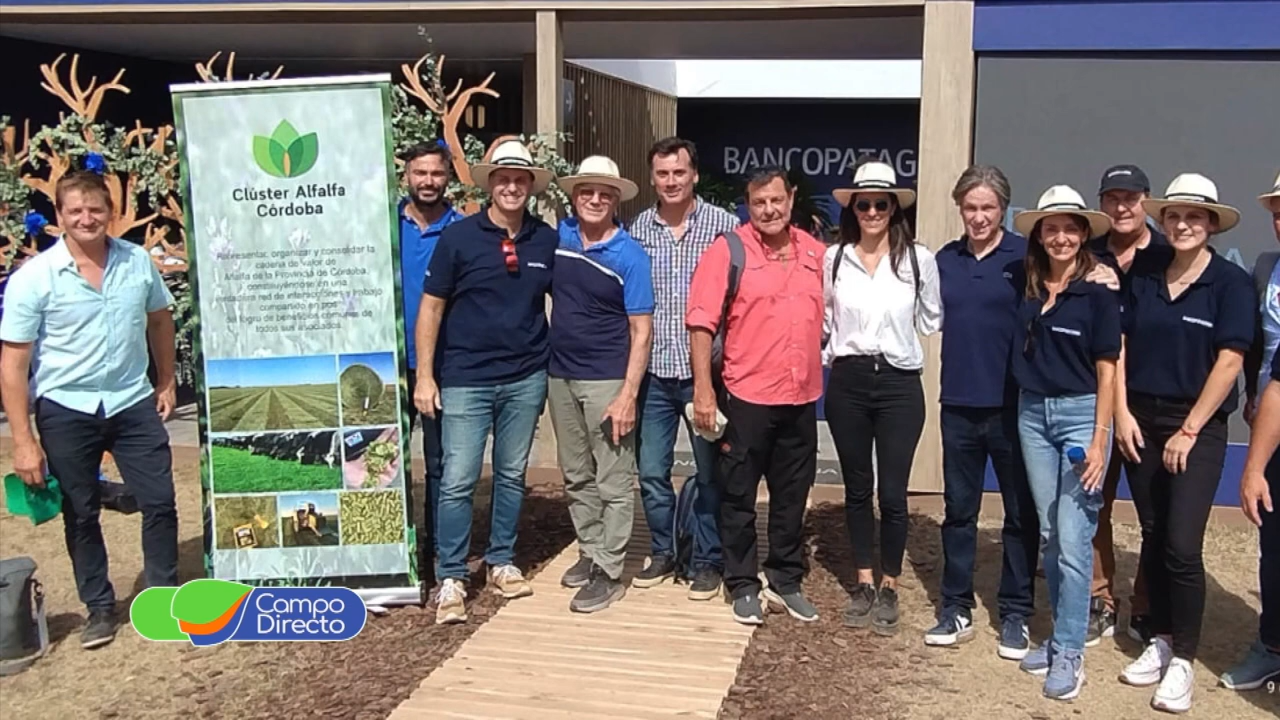 BANCOPATAG
Clúster Alfalfa
Córdoba
Representar, organizar y consolidar la
cadena de valor de
Alfalfa de la Provincia de Córdoba,
constituyéndose en una
verdadera red de interacciones y trabajo
compartido en pos
de logro de beneficios comunes de
todos sus asociados.
Campo
Directo